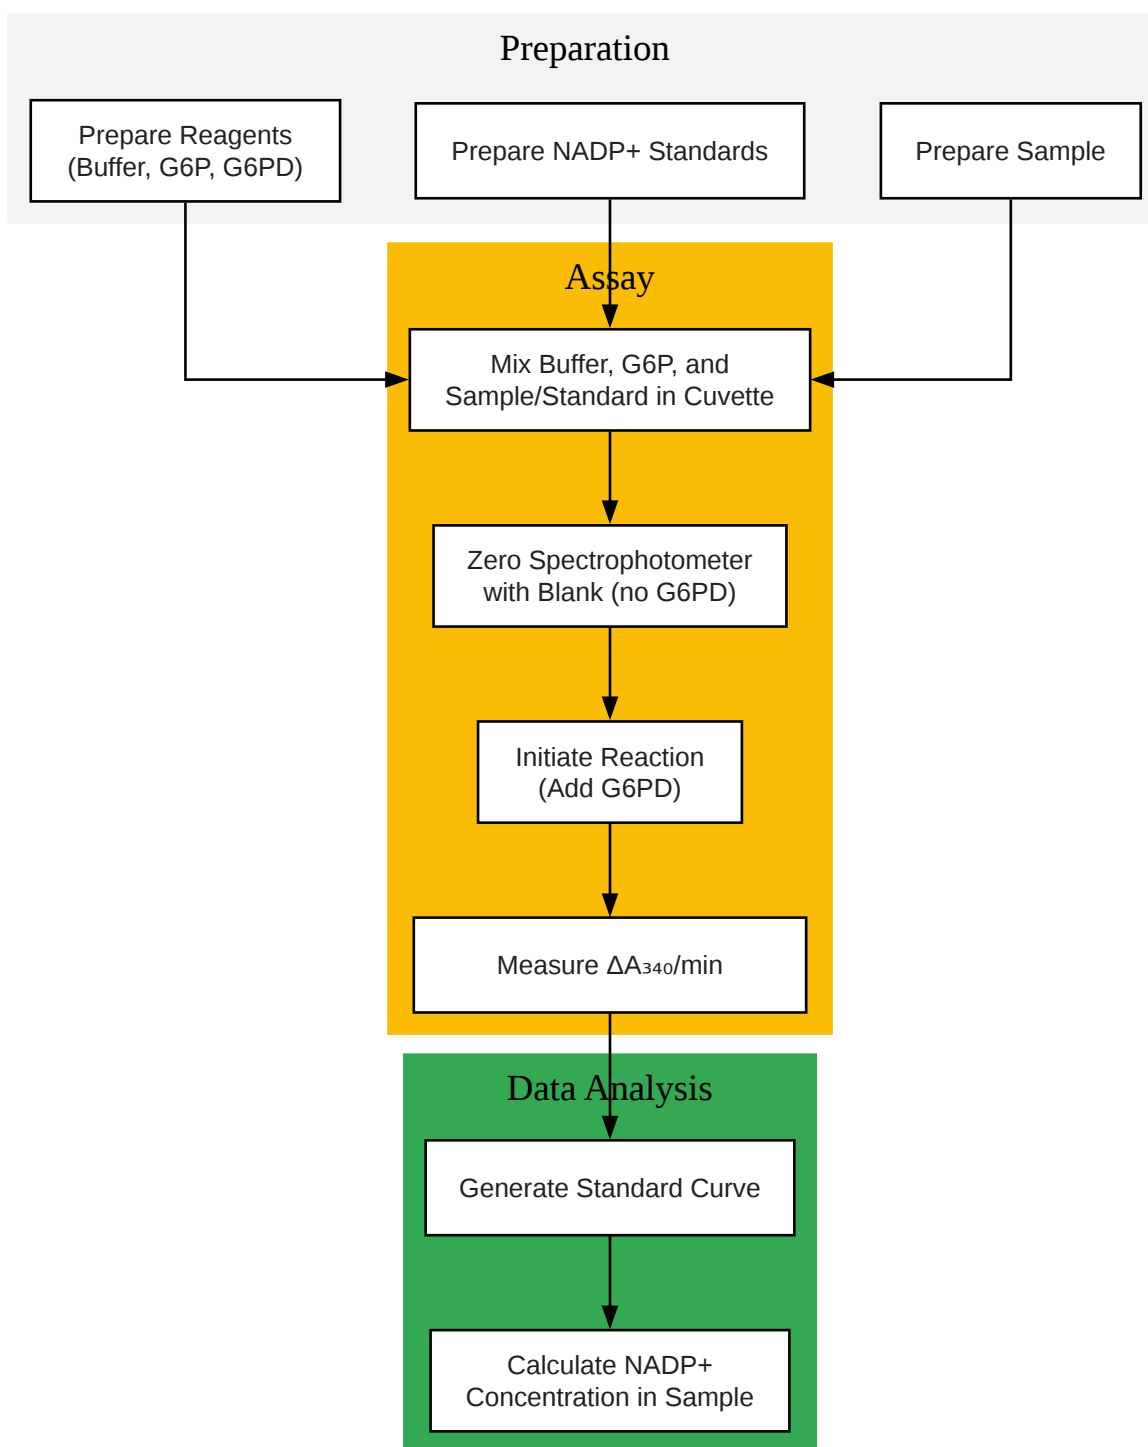 Preparation
Prepare Reagents
(Buffer, G6P, G6PD)
Prepare NADP+ Standards
Prepare Sample
Assay
Mix Buffer, G6P, and
Sample/Standard in Cuvette
Zero Spectrophotometer
with Blank (no G6PD)
Initiate Reaction
(Add G6PD)
Measure ΔA₃₄₀/min
Data Analysis
Generate Standard Curve
Calculate NADP+
Concentration in Sample